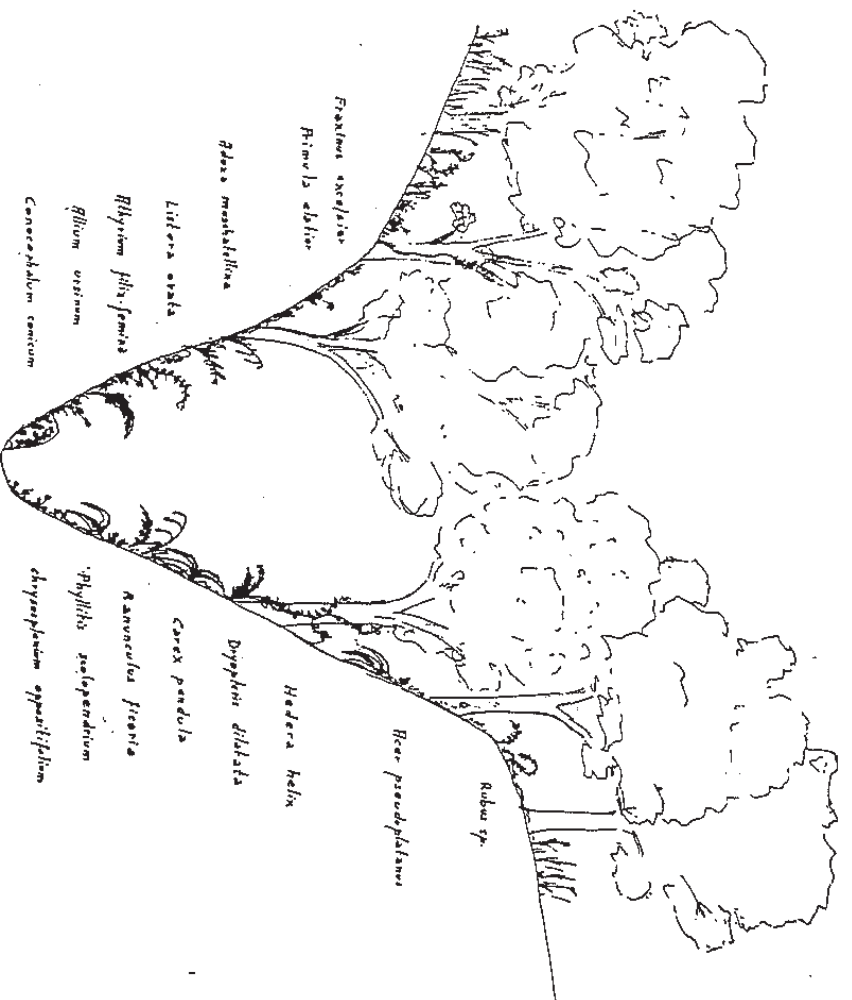 Fraxinus excelsior
Primula elatior
Adoxa moschatellina
Listera ovata
Athyrium filix-femina
Allium ursinum
Conocephalum conicum
Rubus sp.
Acer pseudoplatanus
Hedera helix
Dryopteris dilatata
Carex pendula
Ranunculus ficaria
Phyllitis scolopendrium
chrysosplenium oppositifolium